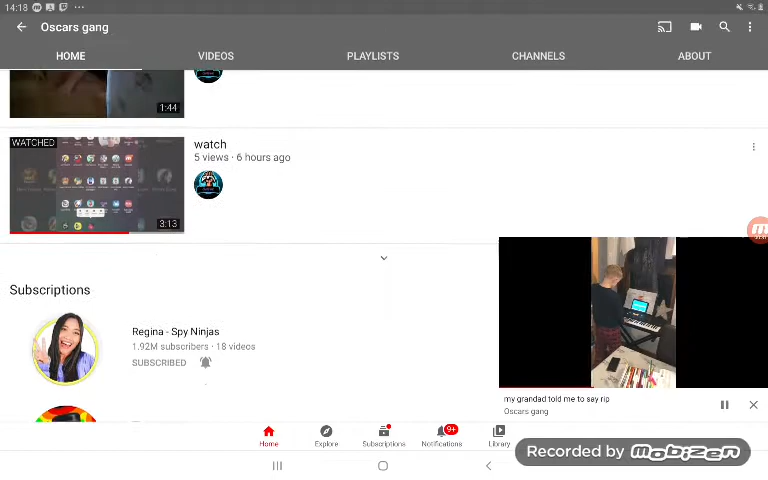 14:18
Oscars gang
HOME VIDEOS PLAYLISTS CHANNELS ABOUT
1:44
WATCHED
watch
5 views · 6 hours ago
3:13
Subscriptions
Regina - Spy Ninjas
1.92M subscribers · 18 videos
SUBSCRIBED
my grandad told me to say rip
Oscars gang
9+
Home Explore Subscriptions Notifications Library
Recorded by mobizen